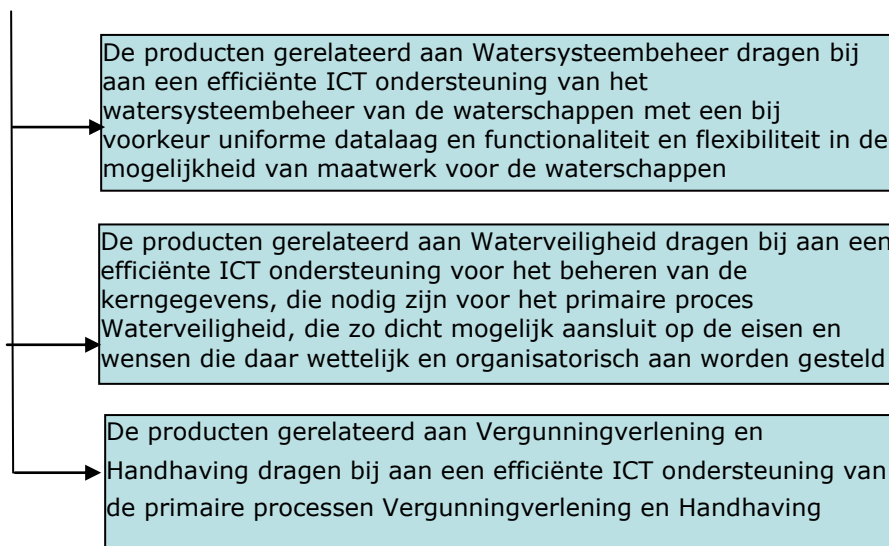 De producten gerelateerd aan Watersysteembeheer dragen bij
aan een efficiënte ICT ondersteuning van het
watersysteembeheer van de waterschappen met een bij
voorkeur uniforme datalaag en functionaliteit en flexibiliteit in de
mogelijkheid van maatwerk voor de waterschappen
De producten gerelateerd aan Waterveiligheid dragen bij aan een
efficiënte ICT ondersteuning voor het beheren van de
kerngegevens, die nodig zijn voor het primaire proces
Waterveiligheid, die zo dicht mogelijk aansluit op de eisen en
wensen die daar wettelijk en organisatorisch aan worden gesteld
De producten gerelateerd aan Vergunningverlening en
Handhaving dragen bij aan een efficiënte ICT ondersteuning van
de primaire processen Vergunningverlening en Handhaving